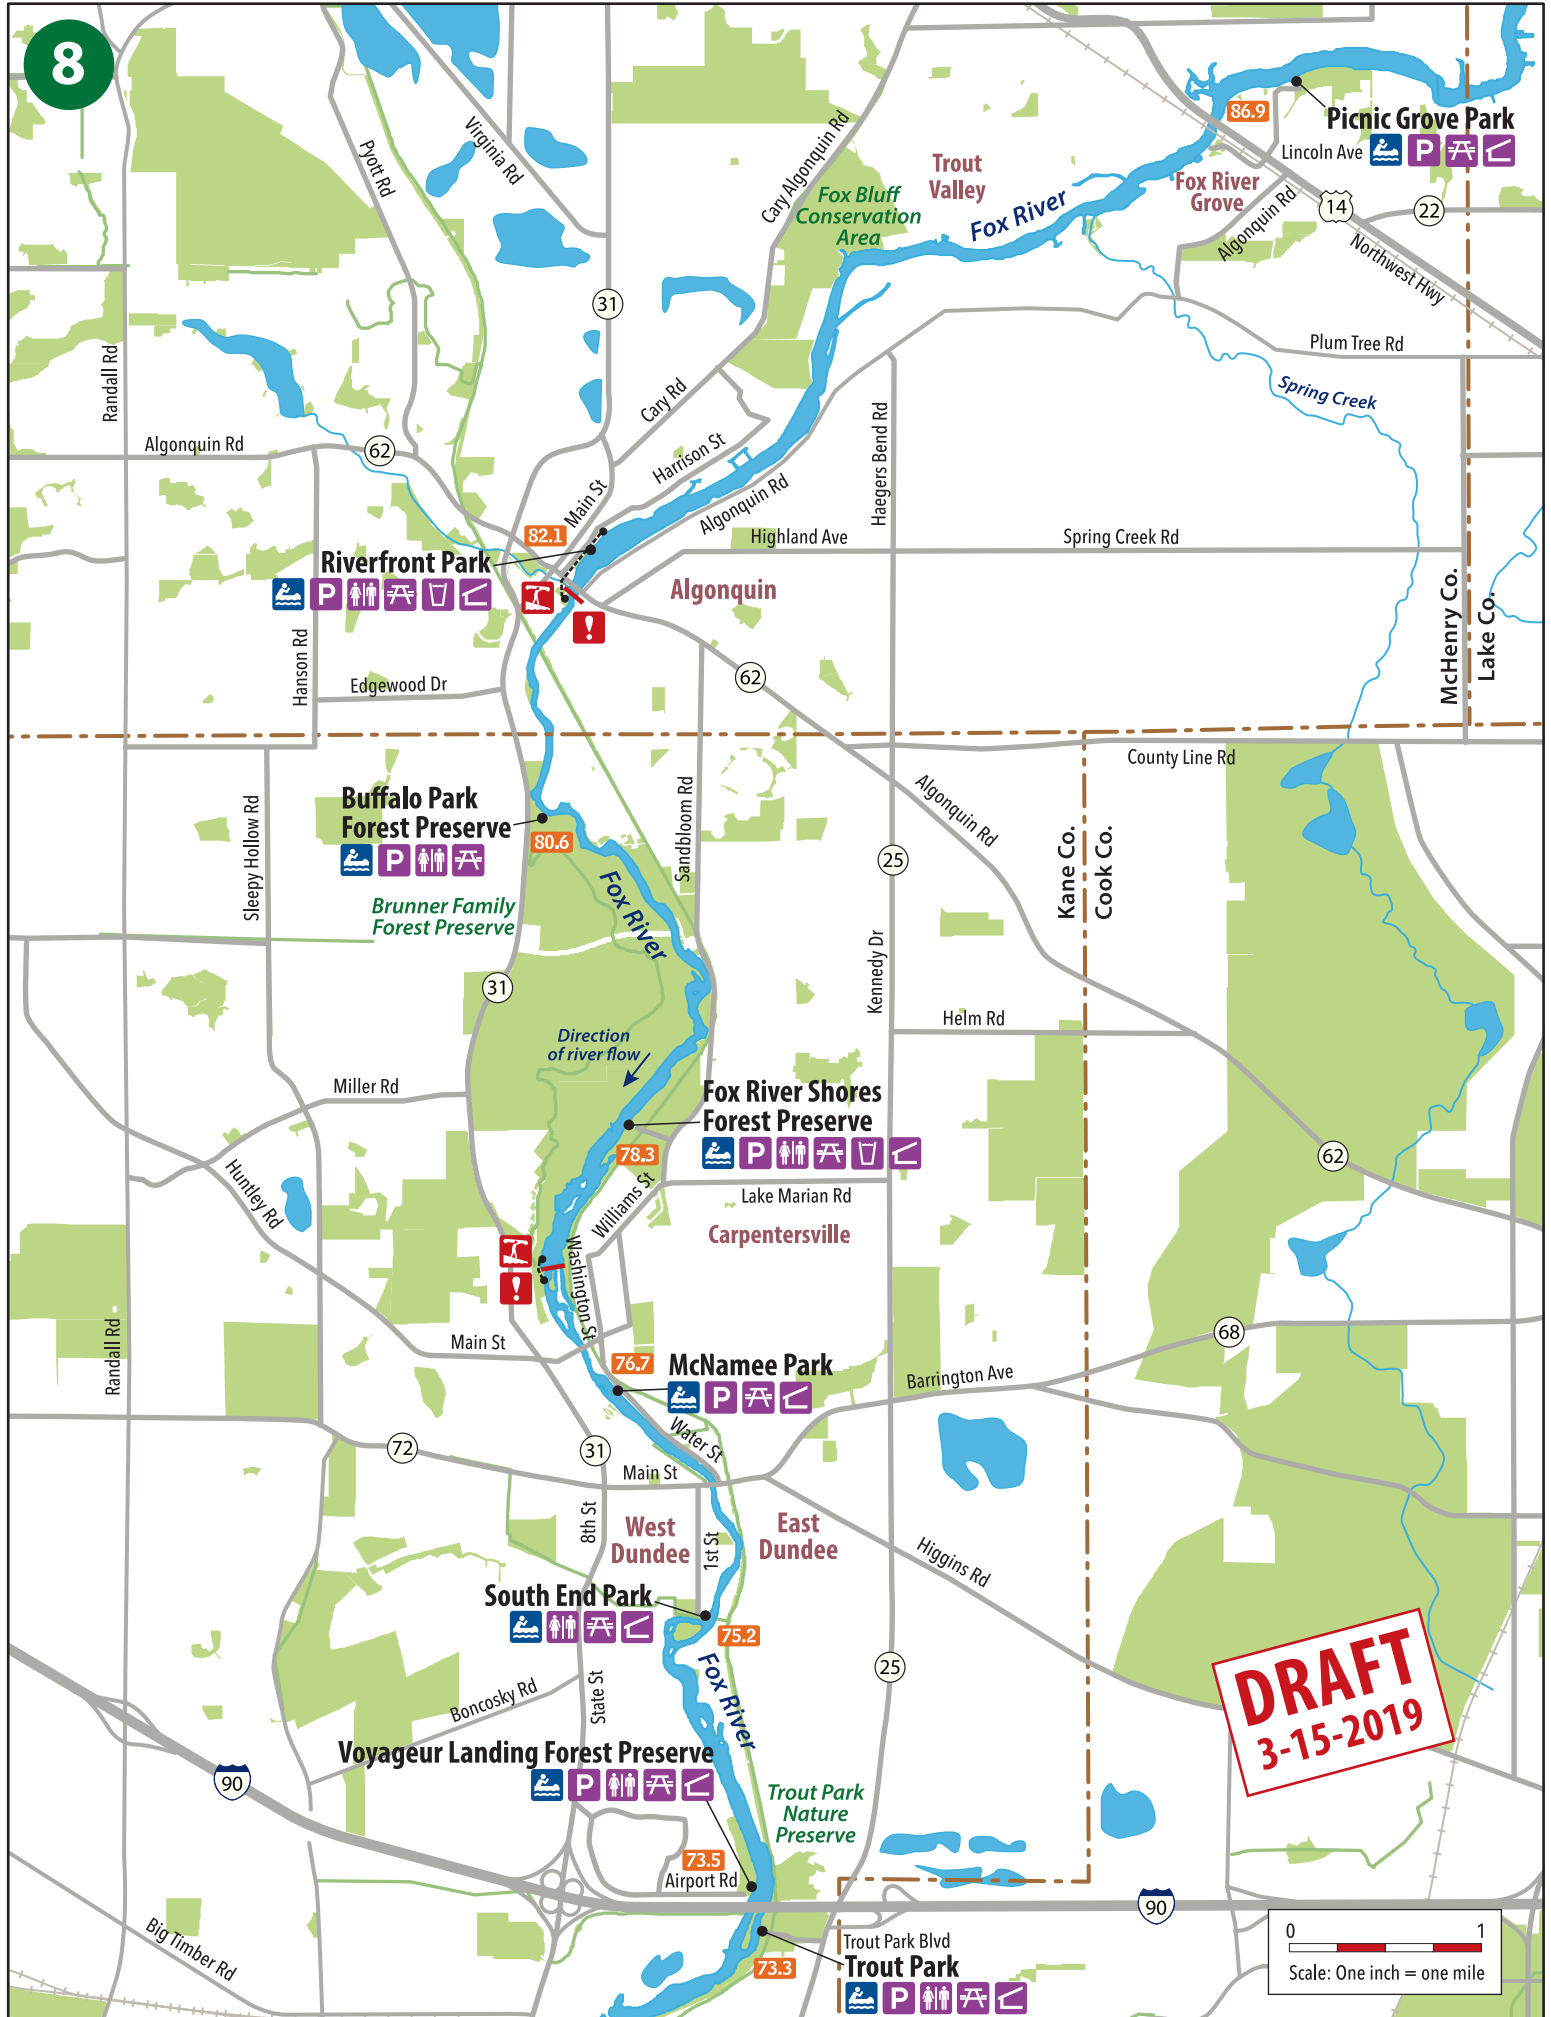 8
Pyott Rd
Virginia Rd
Cary Algonquin Rd
Trout
Valley
Fox Bluff
Conservation
Area
Fox River
86.9
Picnic Grove Park
Lincoln Ave
P
Fox River
Grove
Algonquin Rd
14
22
Northwest Hwy
31
Randall Rd
Plum Tree Rd
Spring Creek
Cary Rd
Algonquin Rd
62
Harrison St
Haegers Bend Rd
Main St
Algonquin Rd
82.1
Highland Ave
Spring Creek Rd
Riverfront Park
P
!
Algonquin
Hanson Rd
McHenry Co.
Lake Co.
Edgewood Dr
62
County Line Rd
Sleepy Hollow Rd
Buffalo Park
Forest Preserve
P
80.6
Sandbloom Rd
Algonquin Rd
25
Kane Co.
Cook Co.
Brunner Family
Forest Preserve
Fox River
31
Kennedy Dr
Helm Rd
Direction
of river flow
Miller Rd
Fox River Shores
Forest Preserve
P
78.3
62
Huntley Rd
Williams St
Lake Marian Rd
Carpentersville
!
Washington St
Randall Rd
Main St
68
76.7
McNamee Park
P
Barrington Ave
Water St
72
31
Main St
8th St
West
Dundee
1st St
East
Dundee
Higgins Rd
South End Park
75.2
25
DRAFT
3-15-2019
Fox River
State St
Boncosky Rd
Voyageur Landing Forest Preserve
P
90
Trout Park
Nature
Preserve
73.5
Airport Rd
90
Big Timber Rd
Trout Park Blvd
73.3
Trout Park
P
0 1
Scale: One inch = one mile